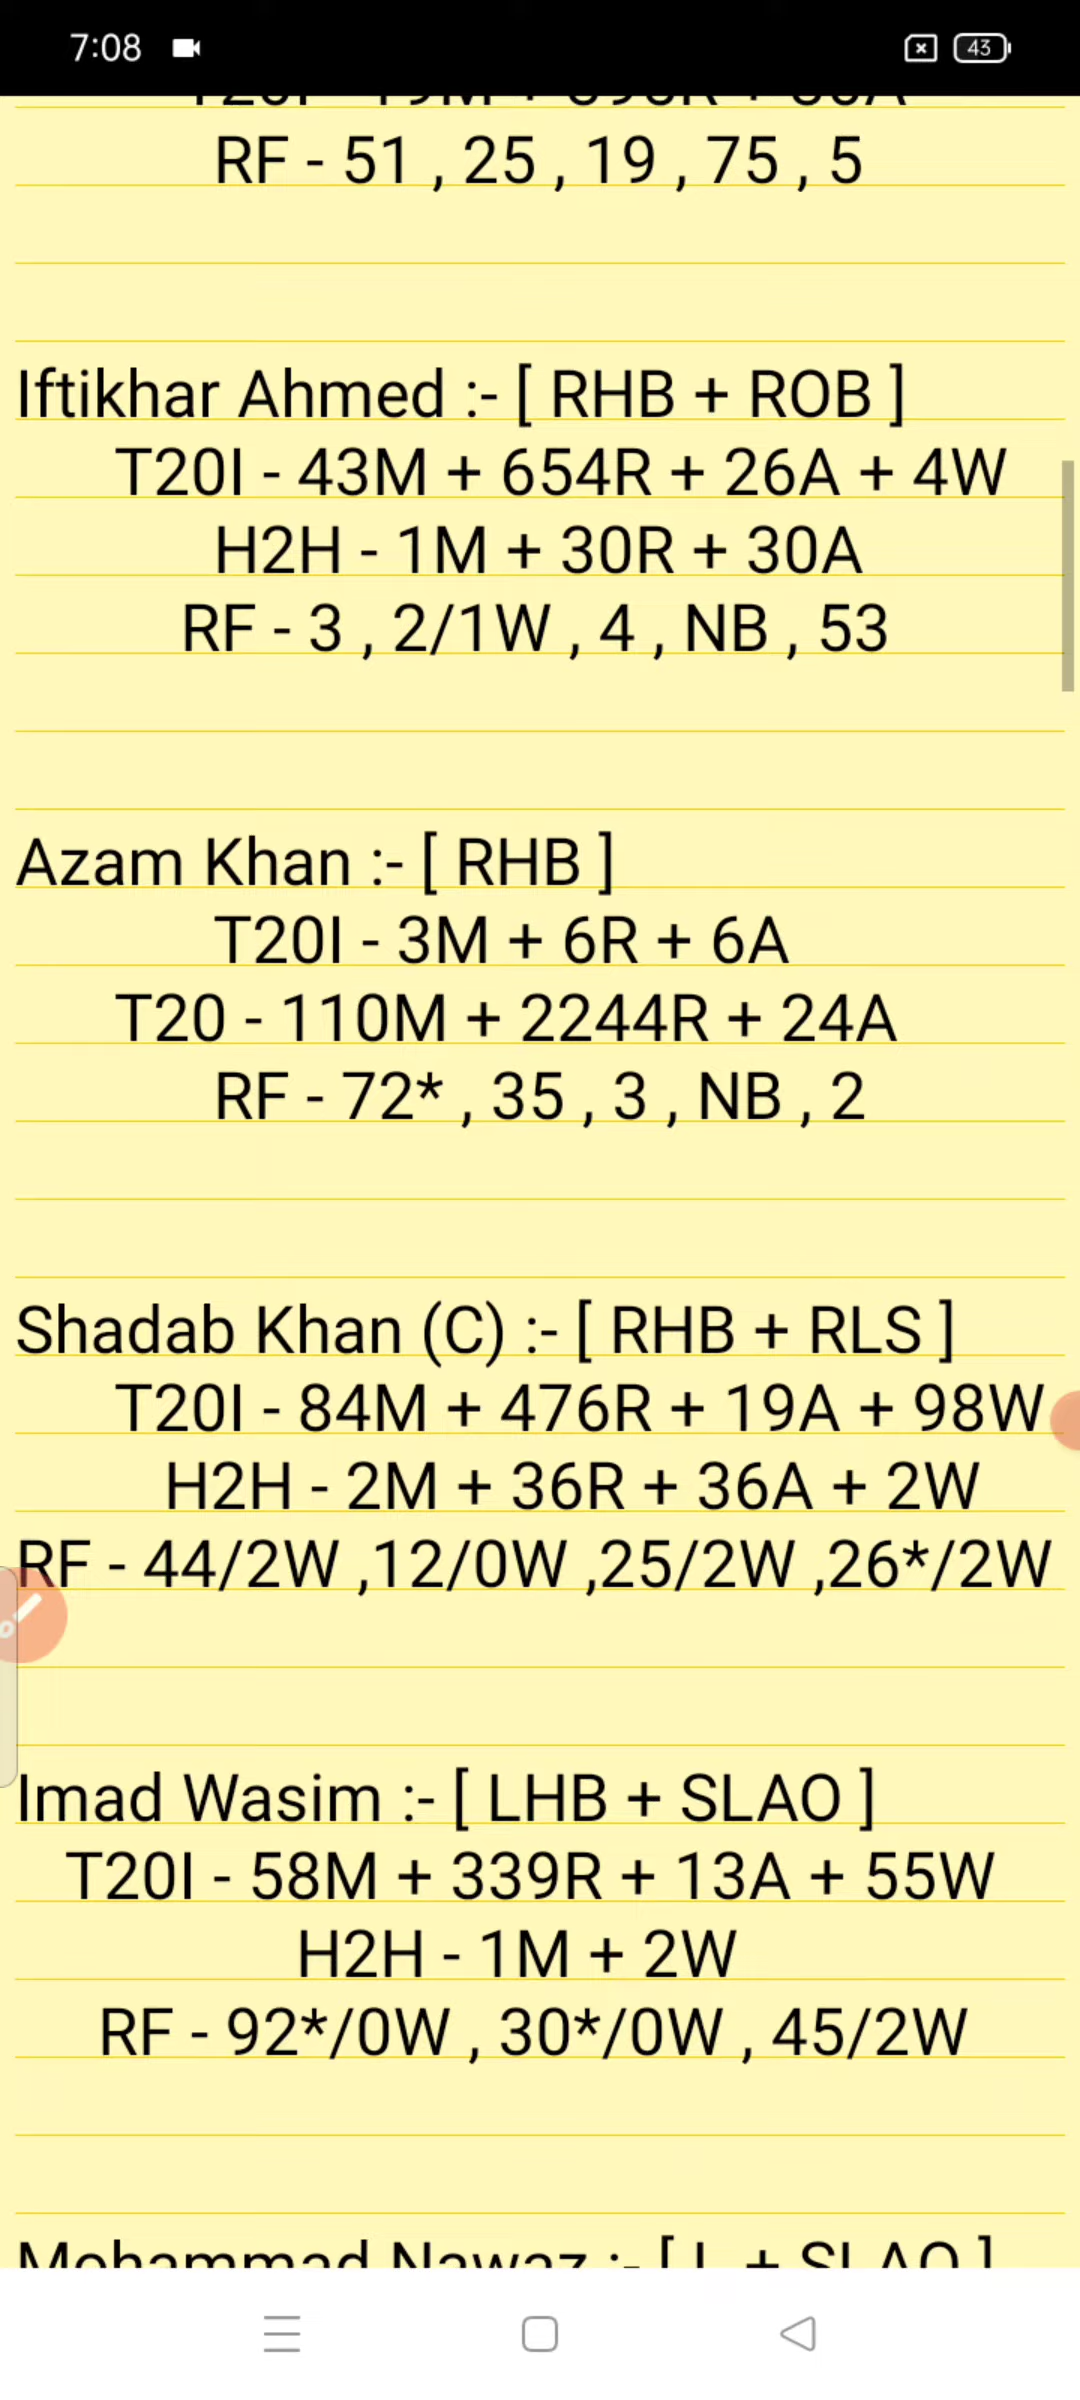 7:08
43
RF - 51 , 25 , 19 , 75 , 5
Iftikhar Ahmed :- [ RHB + ROB ]
T20I - 43M + 654R + 26A + 4W
H2H - 1M + 30R + 30A
RF - 3 , 2/1W , 4 , NB , 53
Azam Khan :- [ RHB ]
T20I - 3M + 6R + 6A
T20 - 110M + 2244R + 24A
RF - 72* , 35 , 3 , NB , 2
Shadab Khan (C) :- [ RHB + RLS ]
T20I - 84M + 476R + 19A + 98W
H2H - 2M + 36R + 36A + 2W
RF - 44/2W ,12/0W ,25/2W ,26*/2W
Imad Wasim :- [ LHB + SLAO ]
T20I - 58M + 339R + 13A + 55W
H2H - 1M + 2W
RF - 92*/0W , 30*/0W , 45/2W
Mohammad Nawaz :- [ L + SLAO ]